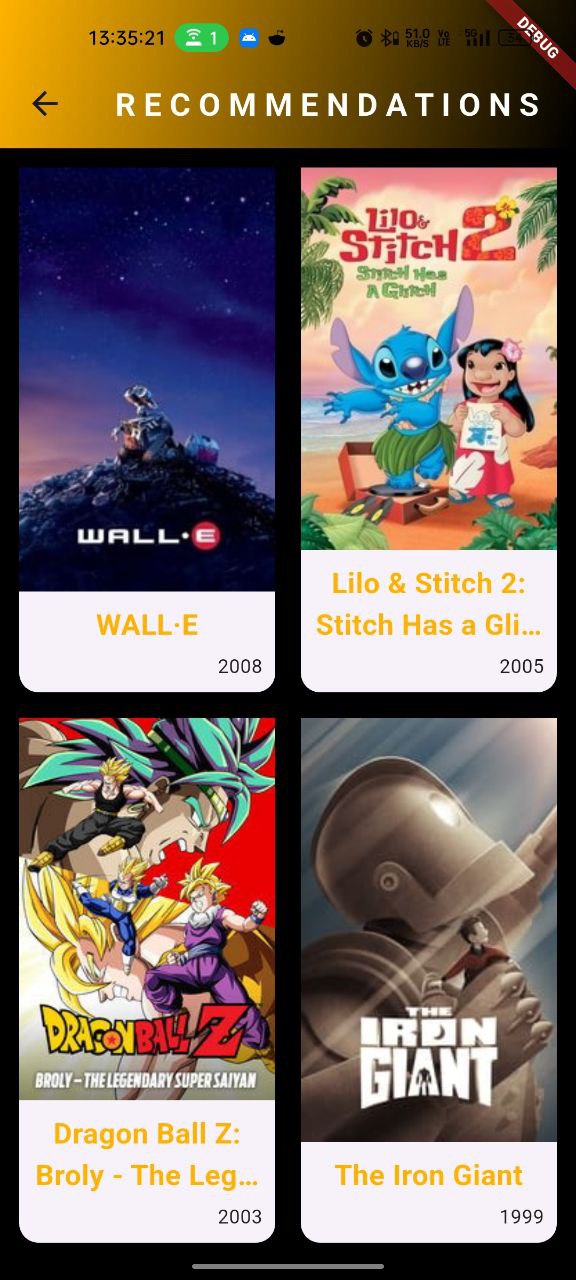 13:35:21
1
51.0
KB/S
Vo
LTE
5G
DEBUG
RECOMMENDATIONS
WALL·E
Lilo &
Stitch 2
Stitch Has
A Glitch
WALL·E
2008
Lilo & Stitch 2:
Stitch Has a Gli…
2005
DRAGON BALL Z
BROLY – THE LEGENDARY SUPER SAIYAN
THE
IRON
GIANT
Dragon Ball Z:
Broly - The Leg…
2003
The Iron Giant
1999